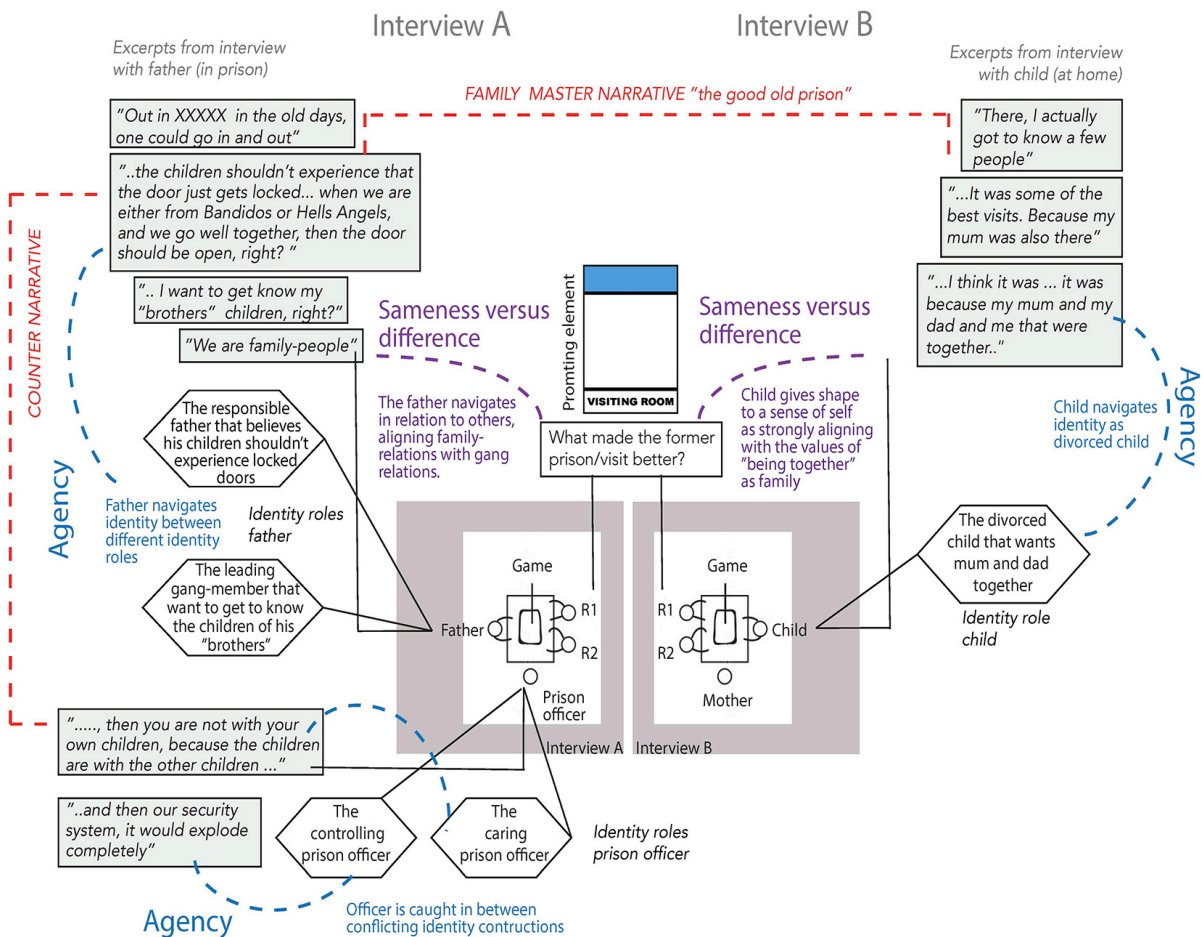 Interview A
Interview B
Excerpts from interview
with father (in prison)
Excerpts from interview
with child (at home)
FAMILY MASTER NARRATIVE "the good old prison"
"Out in XXXXX in the old days,
one could go in and out"
"..the children shouldn't experience that
the door just gets locked... when we are
either from Bandidos or Hells Angels,
and we go well together, then the door
should be open, right? "
".. I want to get know my
"brothers" children, right?"
"We are family-people"
"There, I actually
got to know a few
people"
"...It was some of the
best visits. Because my
mum was also there"
"...I think it was ... it was
because my mum and my
dad and me that were
together.."
COUNTER NARRATIVE
Agency
Sameness versus
difference
The father navigates
in relation to others,
aligning family-
relations with gang
relations.
Promting element
VISITING ROOM
What made the former
prison/visit better?
Sameness versus
difference
Child gives shape
to a sense of self
as strongly aligning
with the values of
"being together"
as family
Agency
Child navigates
identity as
divorced child
The responsible
father that believes
his children shouldn't
experience locked
doors
Father navigates
identity between
different identity
roles
Identity roles
father
The leading
gang-member that
want to get to know
the children of his
"brothers"
Game
Father
R1
R2
Prison
officer
Interview A
Game
R1
R2
Child
Mother
Interview B
The divorced
child that wants
mum and dad
together
Identity role
child
"....., then you are not with your
own children, because the children
are with the other children ..."
"..and then our security
system, it would explode
completely"
The
controlling
prison officer
The
caring
prison officer
Identity roles
prison officer
Agency
Officer is caught in between
conflicting identity contructions